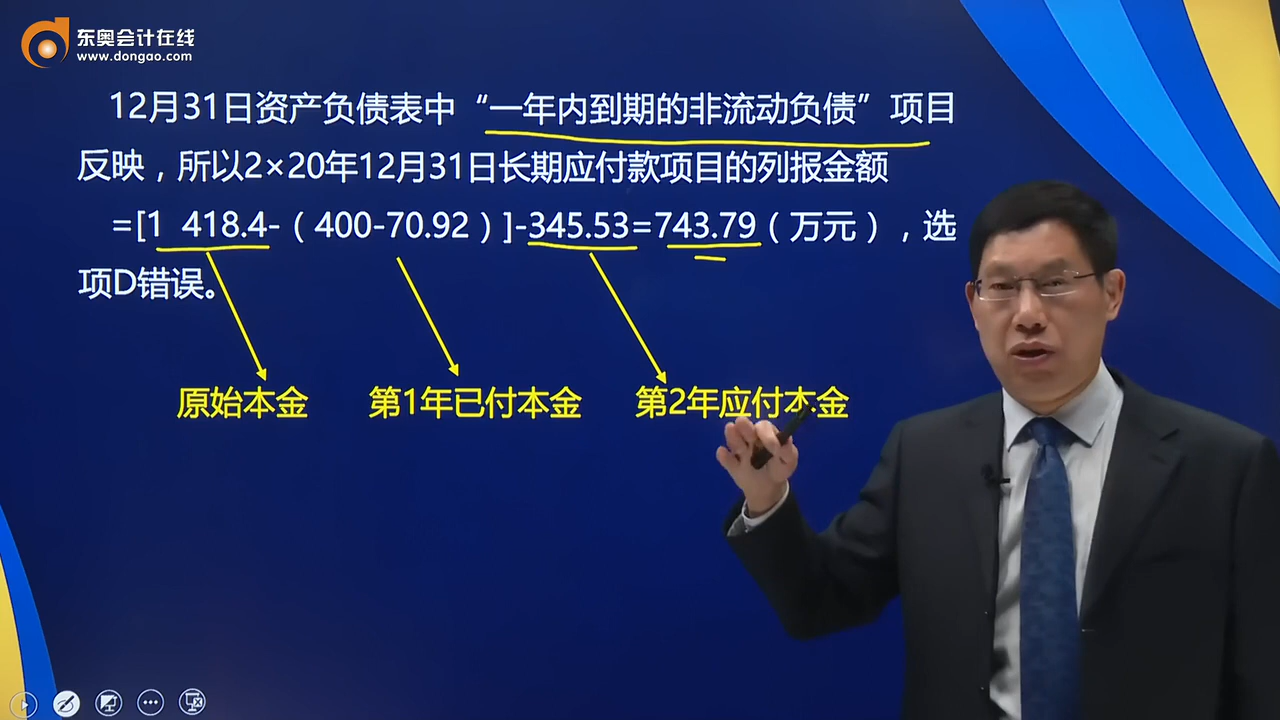 东奥会计在线
www.dongao.com
12月31日资产负债表中“一年内到期的非流动负债”项目
反映，所以2×20年12月31日长期应付款项目的列报金额
=[1 418.4-（400-70.92）]-345.53=743.79（万元），选
项D错误。
原始本金 第1年已付本金 第2年应付本金